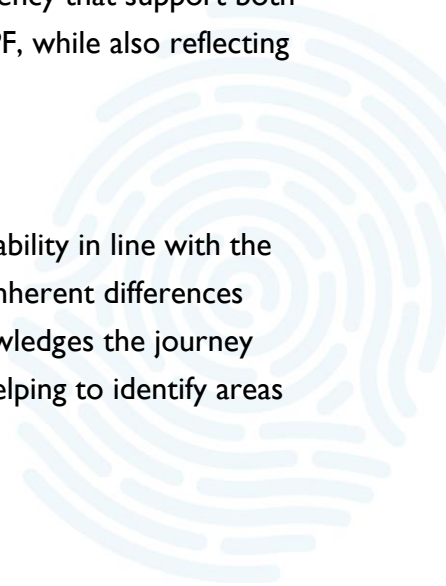 ency that support both
PF, while also reflecting
ability in line with the
nherent differences
wledges the journey
elping to identify areas